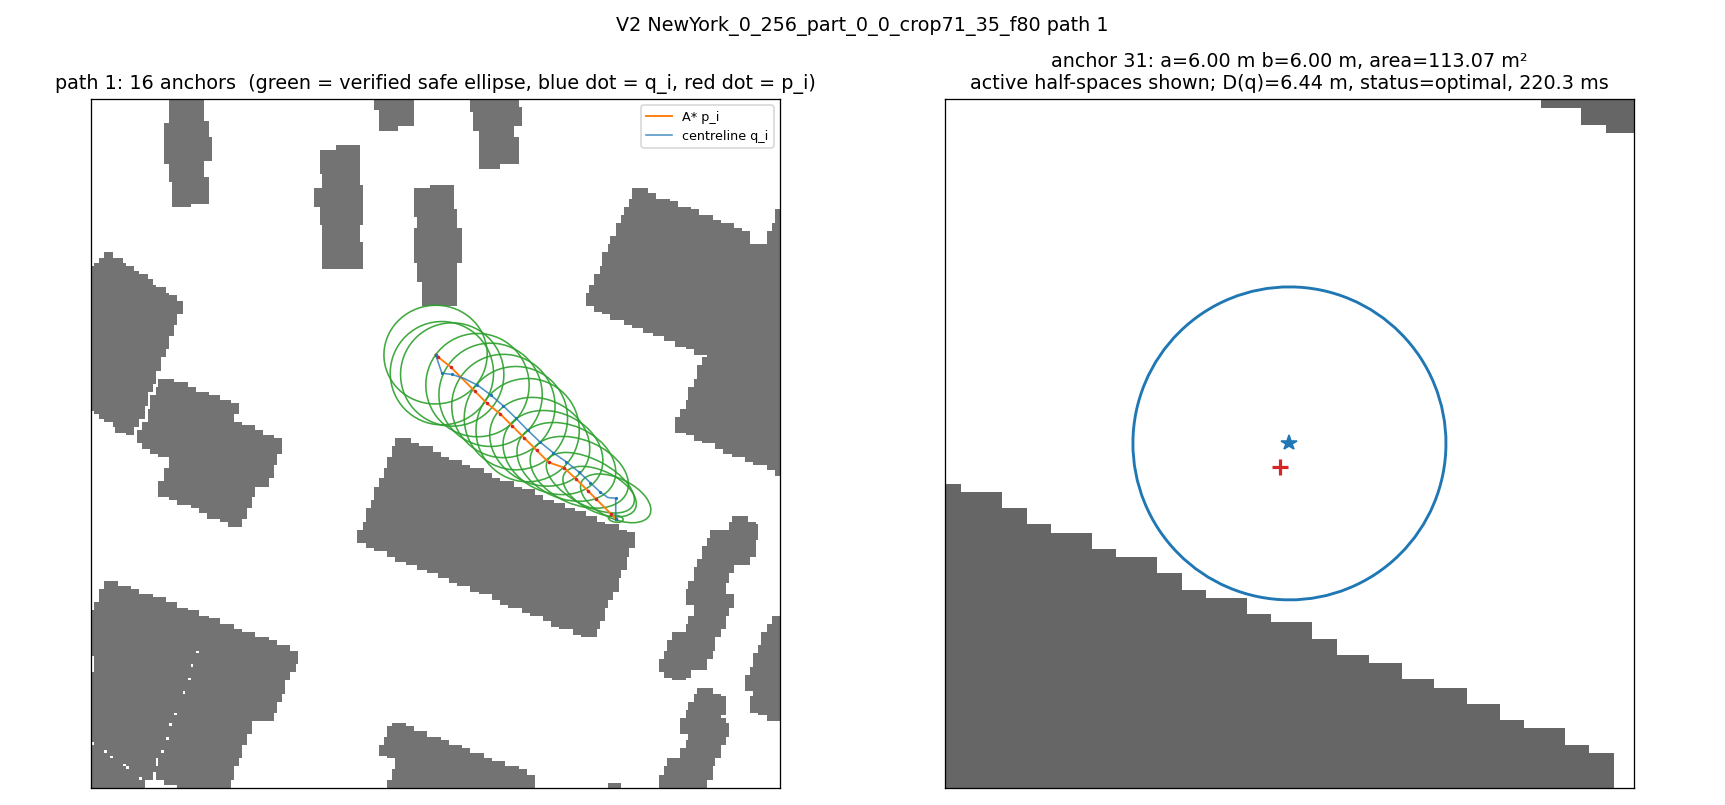 V2 NewYork_0_256_part_0_0_crop71_35_f80 path 1
path 1: 16 anchors  (green = verified safe ellipse, blue dot = q_i, red dot = p_i)
A* p_i
centreline q_i
anchor 31: a=6.00 m b=6.00 m, area=113.07 m²
active half-spaces shown; D(q)=6.44 m, status=optimal, 220.3 ms